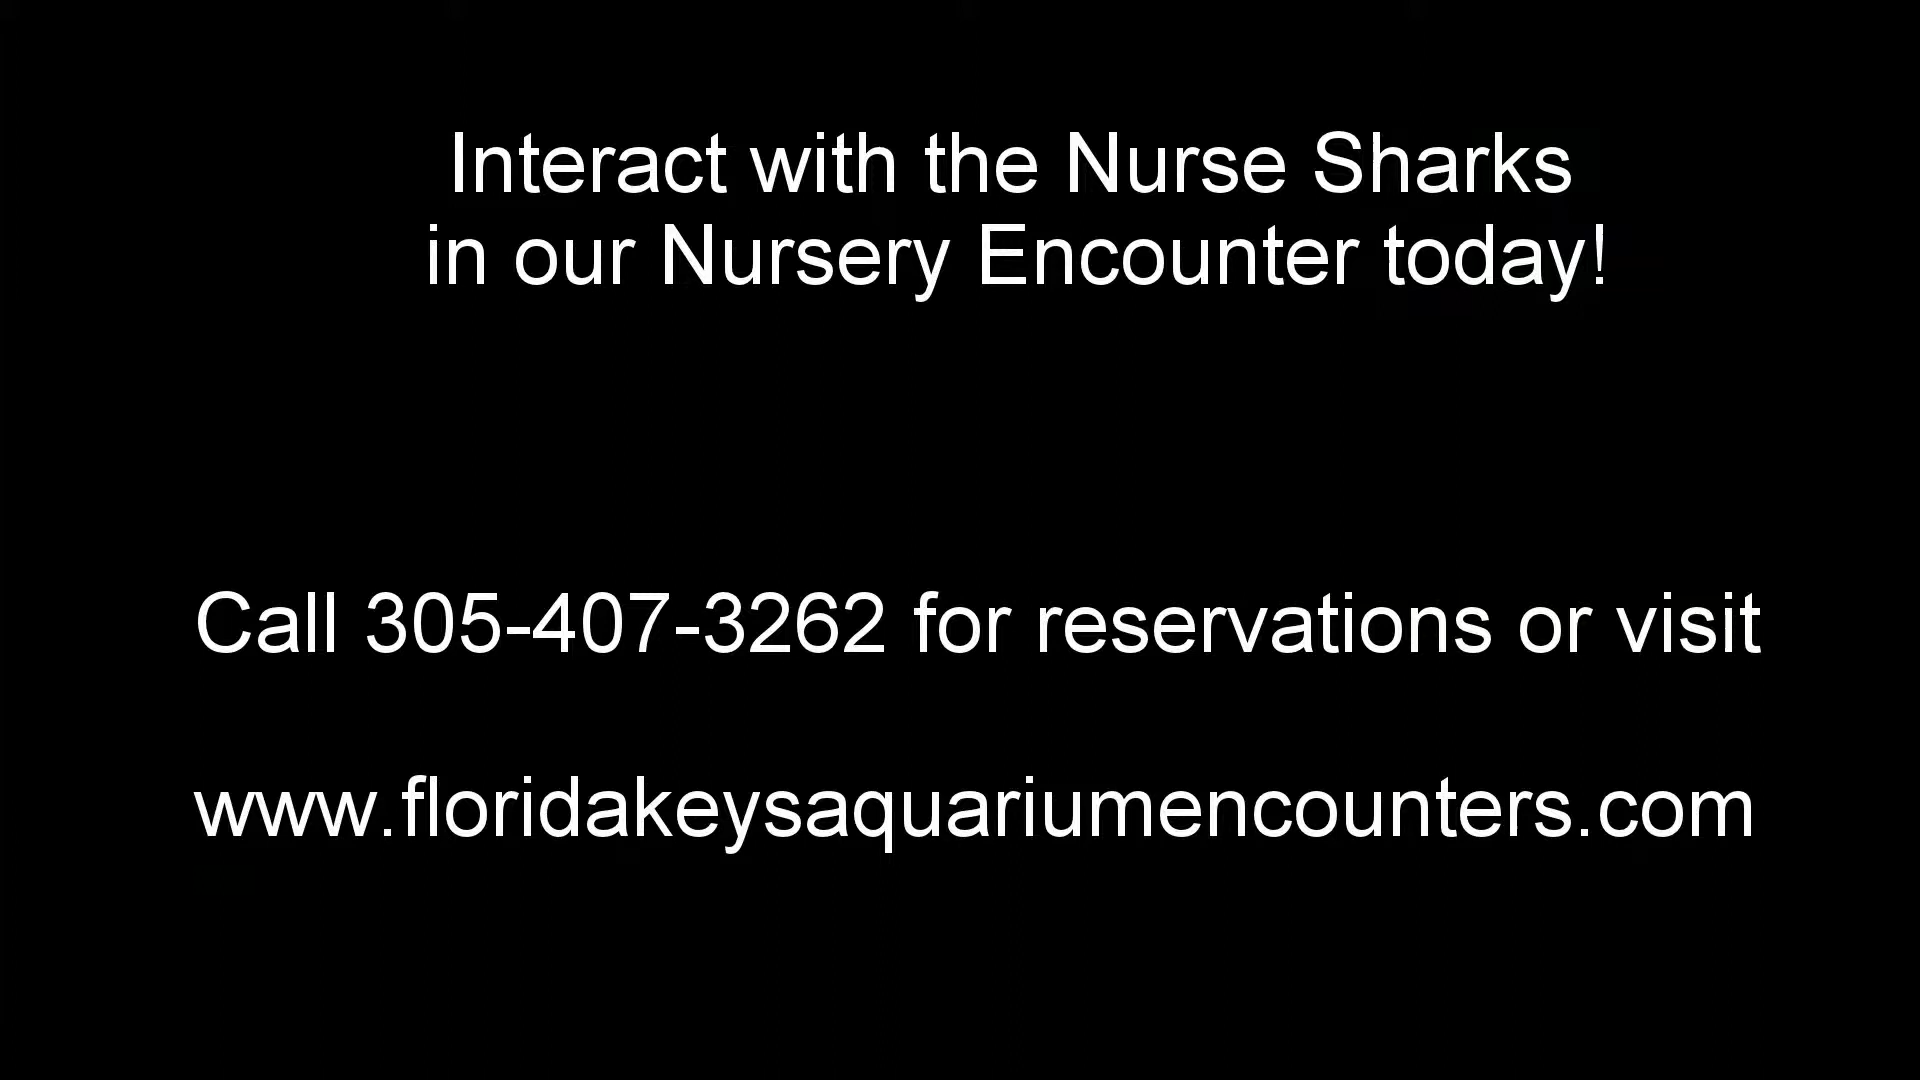 Interact with the Nurse Sharks
in our Nursery Encounter today!
Call 305-407-3262 for reservations or visit
www.floridakeysaquariumencounters.com